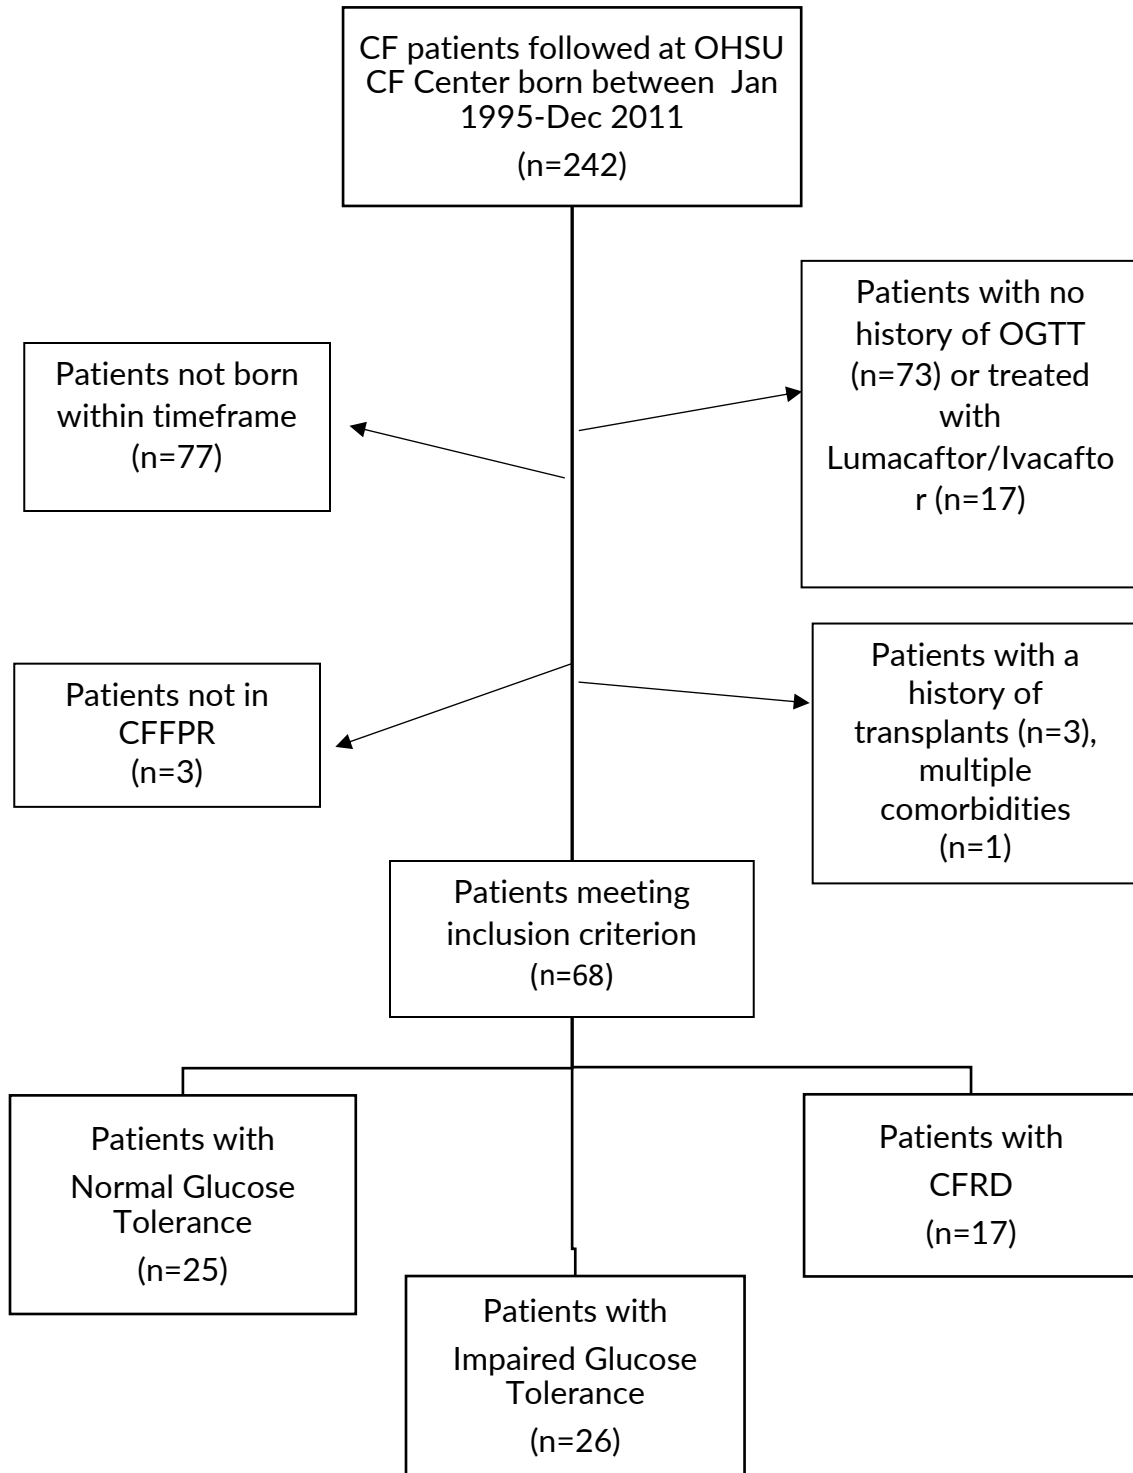 CF patients followed at OHSU
CF Center born between  Jan
1995-Dec 2011
(n=242)
Patients with no
history of OGTT
(n=73) or treated
with
Lumacaftor/Ivacafto
r (n=17)
Patients not born
within timeframe
(n=77)
Patients not in
CFFPR
(n=3)
Patients with a
history of
transplants (n=3),
multiple
comorbidities
(n=1)
Patients meeting
inclusion criterion
(n=68)
Patients with
Normal Glucose
Tolerance
(n=25)
Patients with
Impaired Glucose
Tolerance
(n=26)
Patients with
CFRD
(n=17)